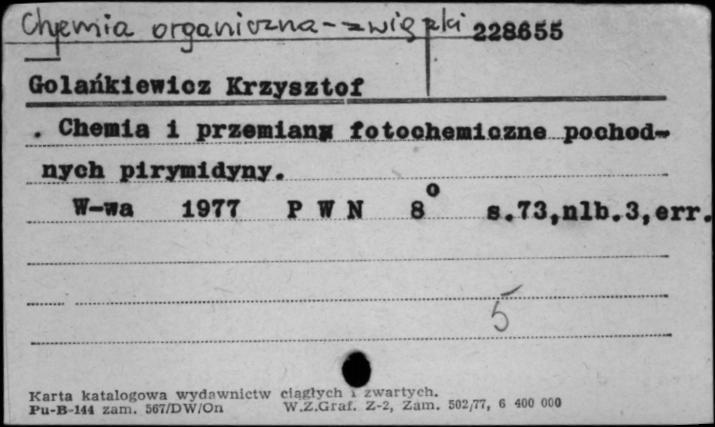 Chemia organiczna - związki 228655
Golańkiewicz Krzysztof
. Chemia i przemiany fotochemiczne pochod-
nych pirymidyny.
W-wa 1977 P W N 8° s.73,nlb.3,err.
5
Karta katalogowa wydawnictw ciągłych i zwartych.
Pu-B-144 zam. 567/DW/On W.Z.Graf. Z-2, Zam. 502/77, 6 400 000